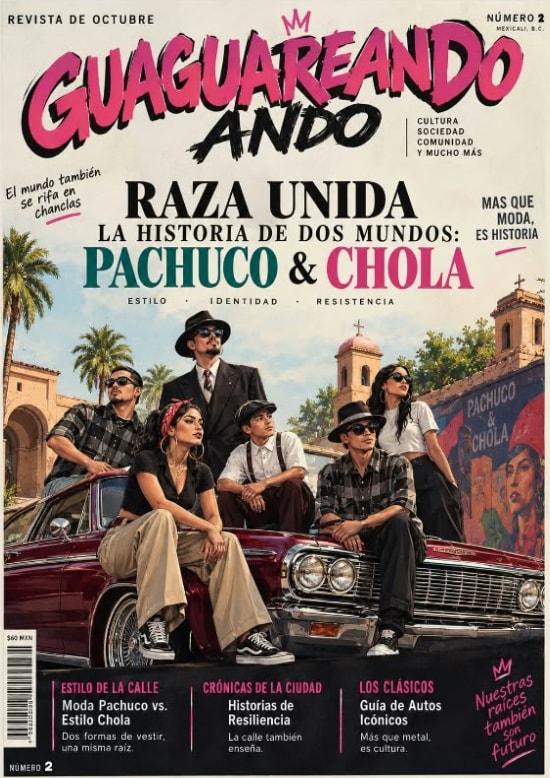 REVISTA DE OCTUBRE
NÚMERO 2
MEXICALI, B.C.
GUAGUAREANDO
ANDO
CULTURA
SOCIEDAD
COMUNIDAD
Y MUCHO MÁS
El mundo también
se rifa en
chanclas
RAZA UNIDA
LA HISTORIA DE DOS MUNDOS:
PACHUCO & CHOLA
ESTILO · IDENTIDAD · RESISTENCIA
MAS QUE
MODA,
ES HISTORIA
PACHUCO
&
CHOLA
$60 MXN
ESTILO DE LA CALLE
Moda Pachuco vs.
Estilo Chola
Dos formas de vestir,
una misma raíz.
CRÓNICAS DE LA CIUDAD
Historias de
Resiliencia
La calle también
enseña.
LOS CLÁSICOS
Guía de Autos
Icónicos
Más que metal,
es cultura.
Nuestras
raíces
también
son
futuro
NÚMERO 2